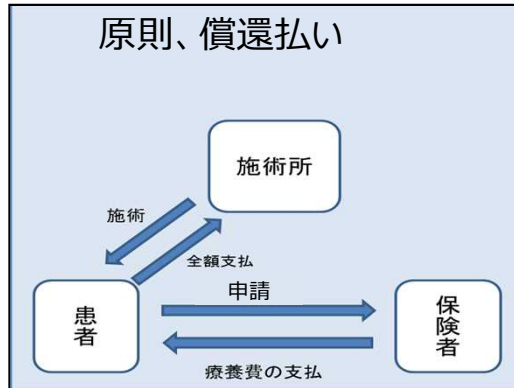 原則、償還払い
施術所
施術
全額支払
患者
申請
保険者
療養費の支払